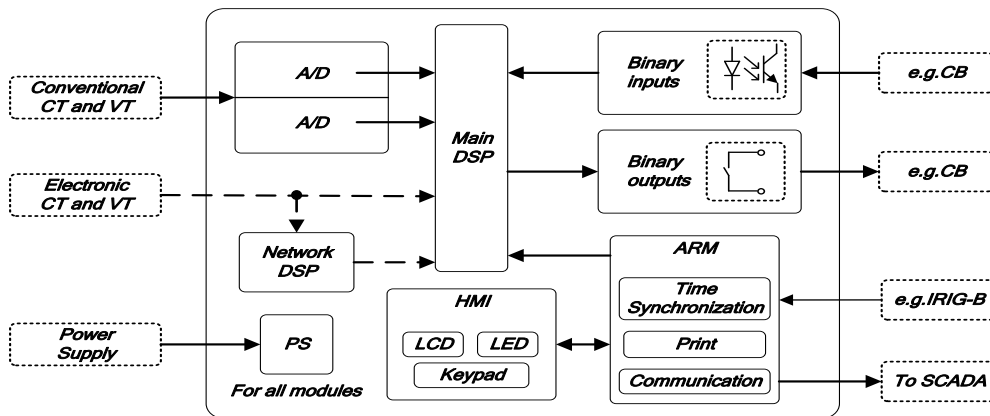 Conventional
CT and VT
A/D
A/D
Main
DSP
Binary
inputs
e.g.CB
Binary
outputs
e.g.CB
Electronic
CT and VT
Network
DSP
ARM
Time
Synchronization
e.g.IRIG-B
HMI
LCD
LED
Keypad
Print
Communication
To SCADA
Power
Supply
PS
For all modules